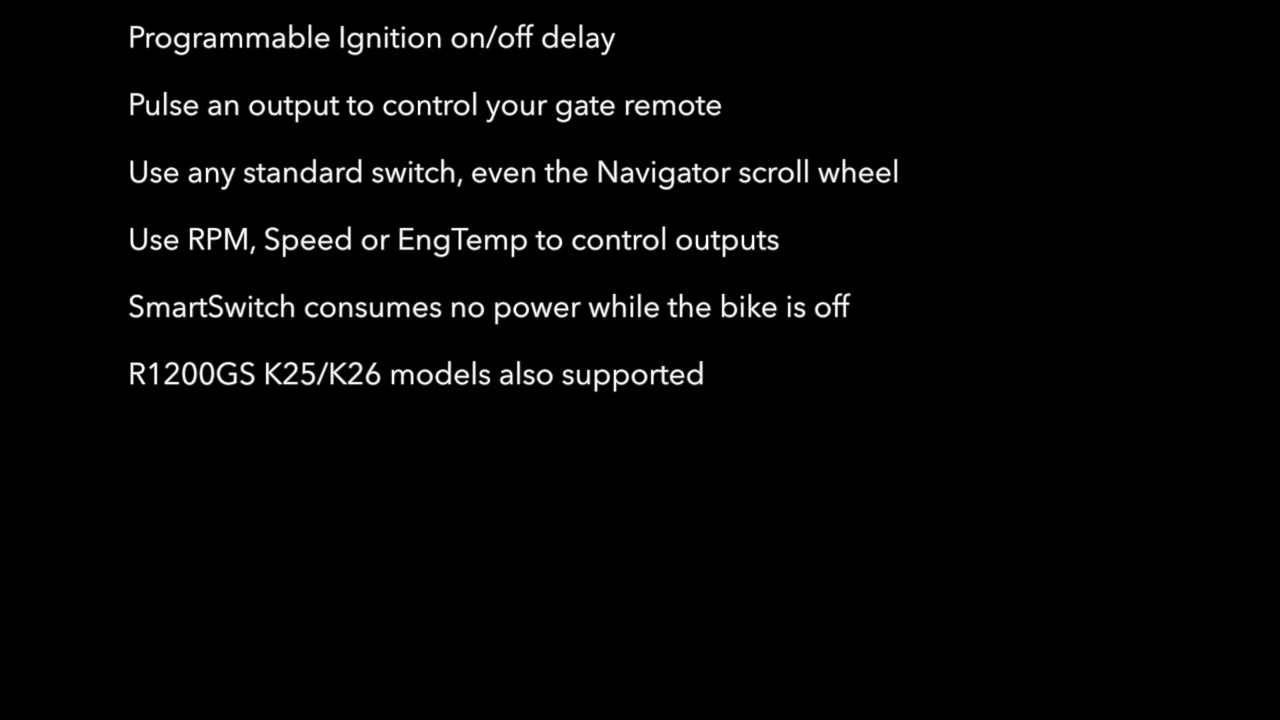 Programmable Ignition on/off delay
Pulse an output to control your gate remote
Use any standard switch, even the Navigator scroll wheel
Use RPM, Speed or EngTemp to control outputs
SmartSwitch consumes no power while the bike is off
R1200GS K25/K26 models also supported